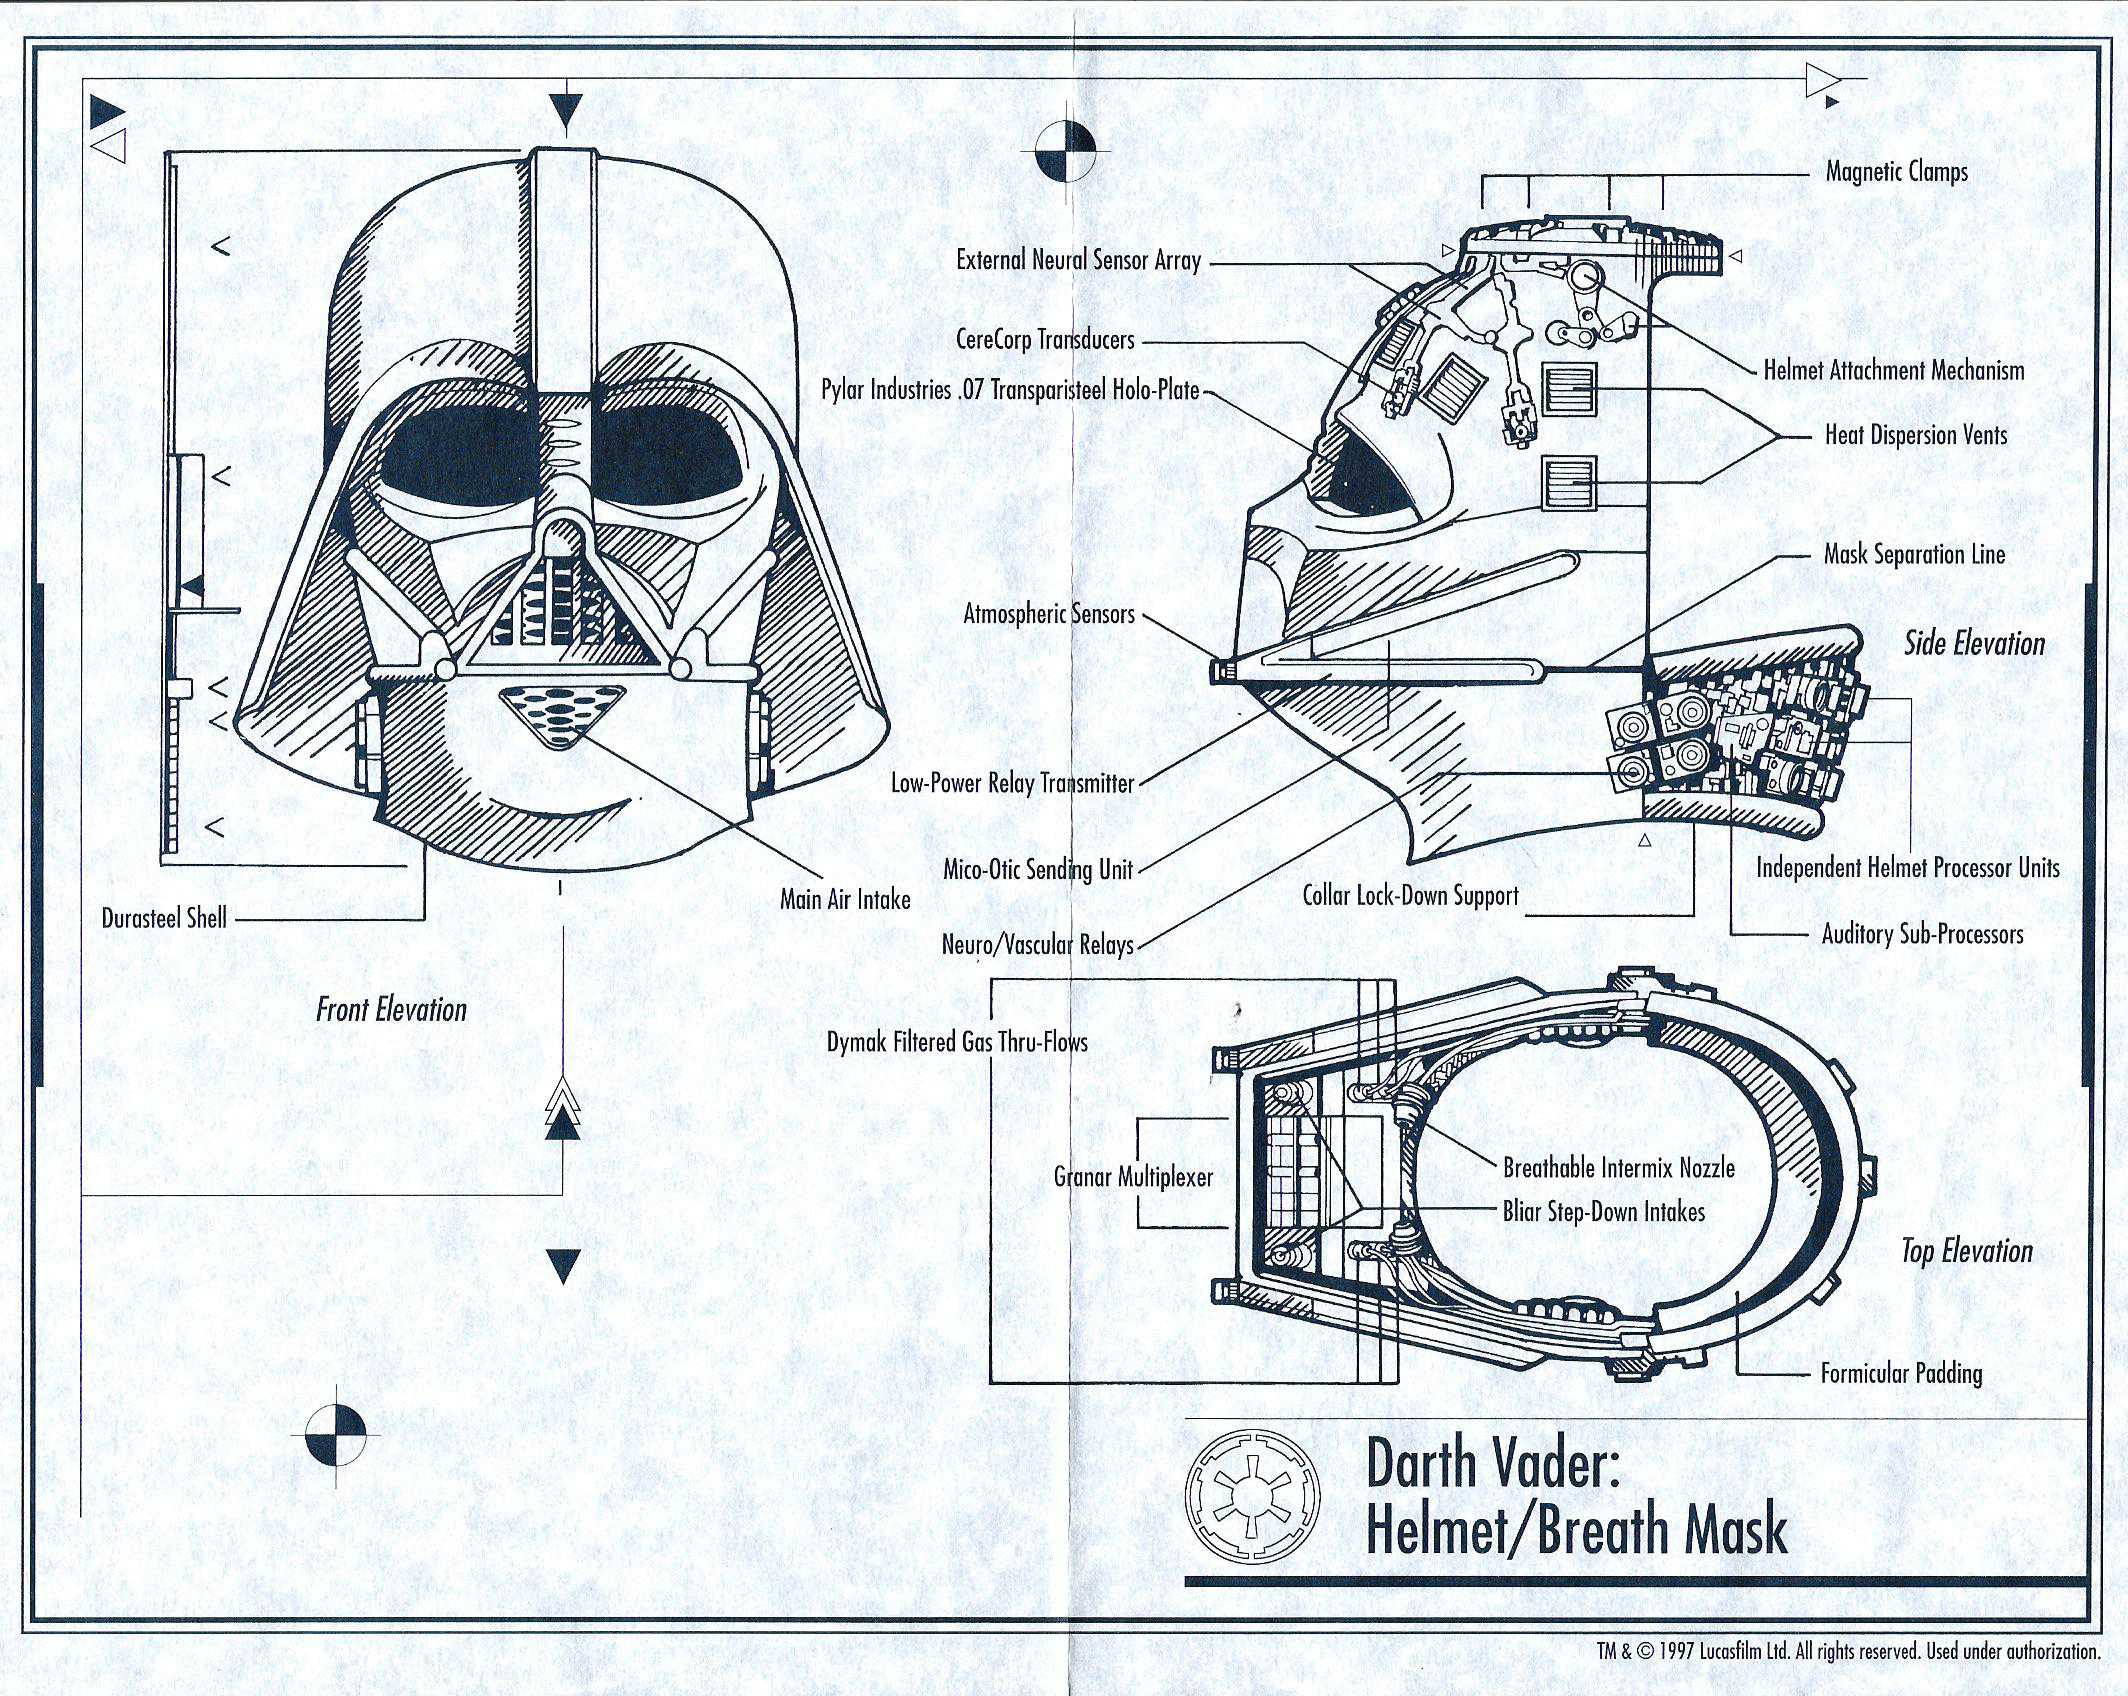 Magnetic Clamps
External Neural Sensor Array
CereCorp Transducers
Helmet Attachment Mechanism
Pylar Industries .07 Transparisteel Holo-Plate
Heat Dispersion Vents
Mask Separation Line
Atmospheric Sensors
Side Elevation
Low-Power Relay Transmitter
Mico-Otic Sending Unit
Independent Helmet Processor Units
Main Air Intake
Collar Lock-Down Support
Durasteel Shell
Auditory Sub-Processors
Neuro/Vascular Relays
Front Elevation
Dymak Filtered Gas Thru-Flows
Granar Multiplexer
Breathable Intermix Nozzle
Bliar Step-Down Intakes
Top Elevation
Formicular Padding
Darth Vader:
Helmet/Breath Mask
TM & © 1997 Lucasfilm Ltd. All rights reserved. Used under authorization.